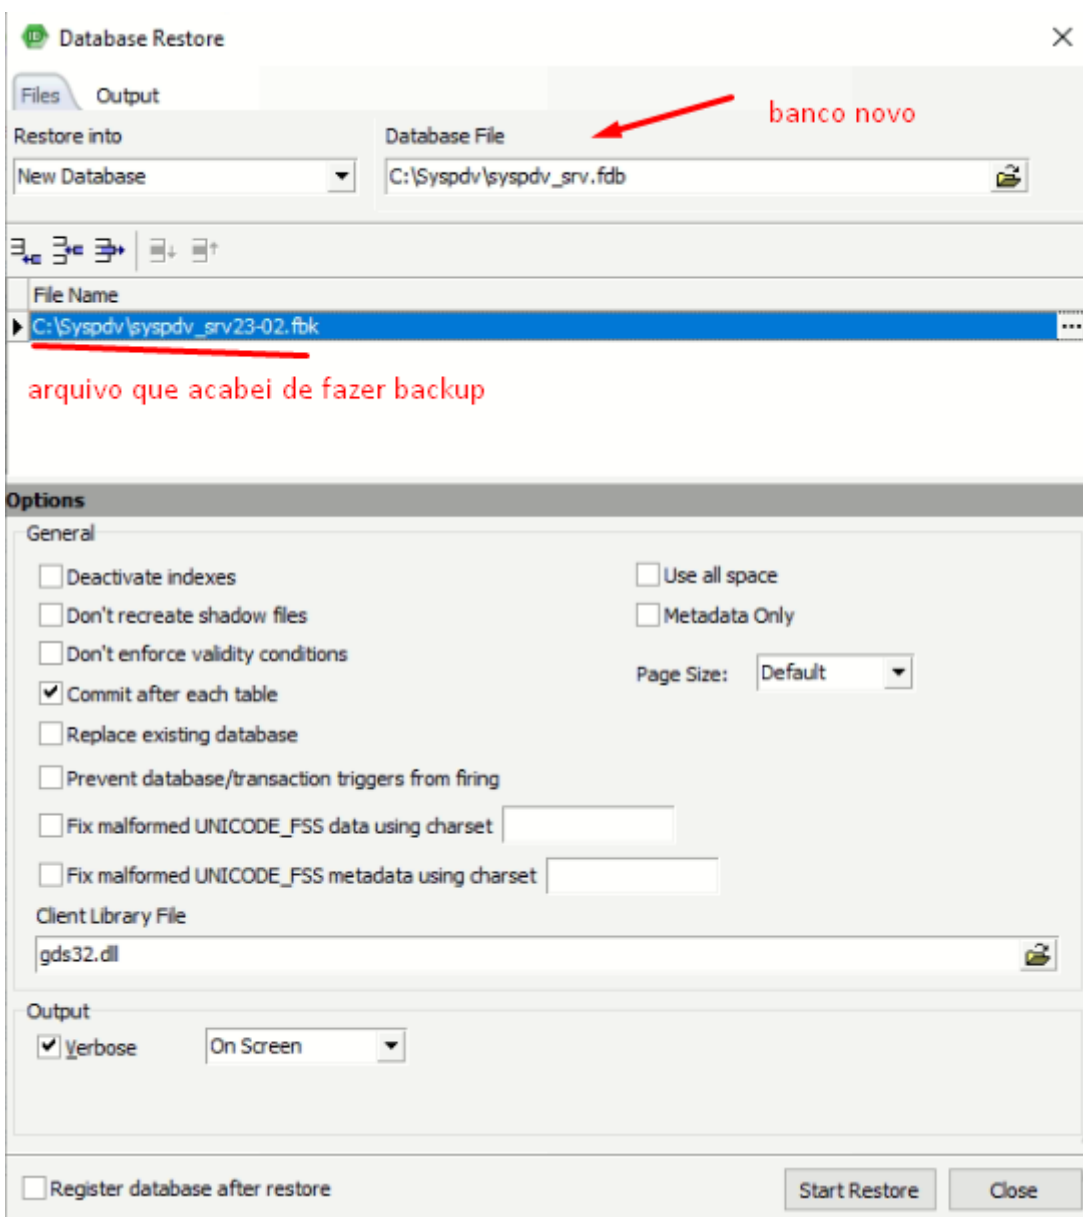 Database Restore
Files Output
banco novo
Restore into Database File
New Database C:\Syspdv\syspdv_srv.fdb
File Name
C:\Syspdv\syspdv_srv23-02.fbk ...
arquivo que acabei de fazer backup
Options
General
Deactivate indexes Use all space
Don't recreate shadow files Metadata Only
Don't enforce validity conditions
Page Size: Default
Commit after each table
Replace existing database
Prevent database/transaction triggers from firing
Fix malformed UNICODE_FSS data using charset
Fix malformed UNICODE_FSS metadata using charset
Client Library File
gds32.dll
Output
Verbose On Screen
Register database after restore Start Restore Close